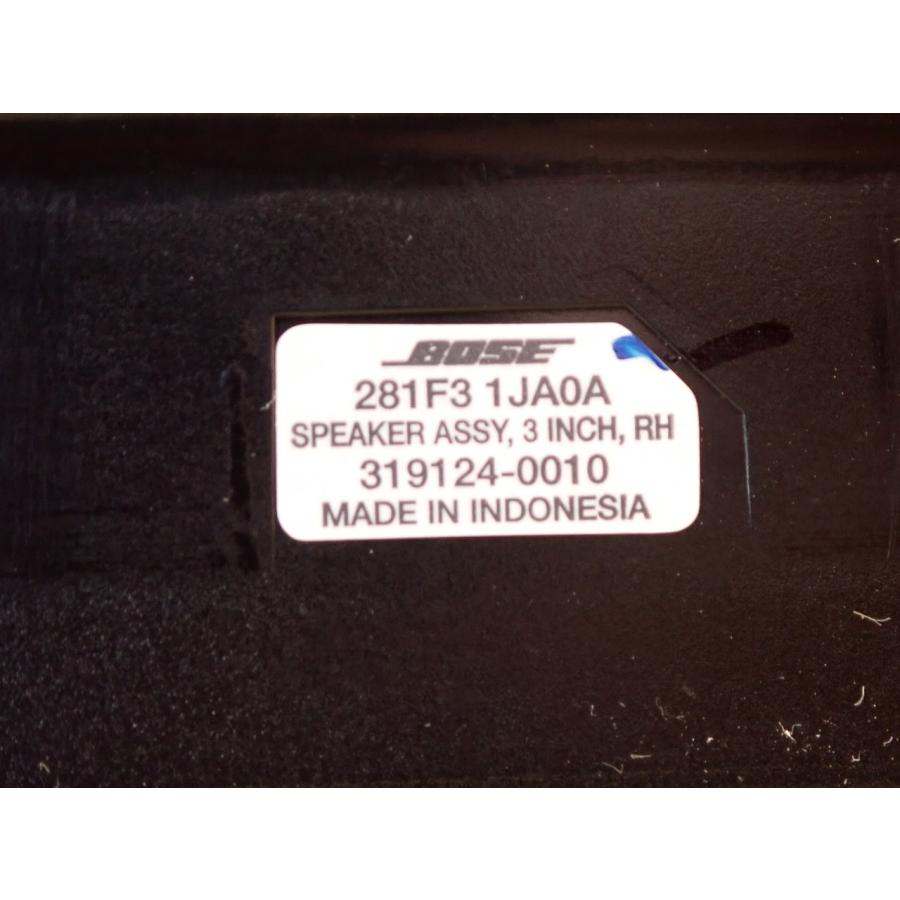 BOSE
281F3 1JA0A
SPEAKER ASSY, 3 INCH, RH
319124-0010
MADE IN INDONESIA